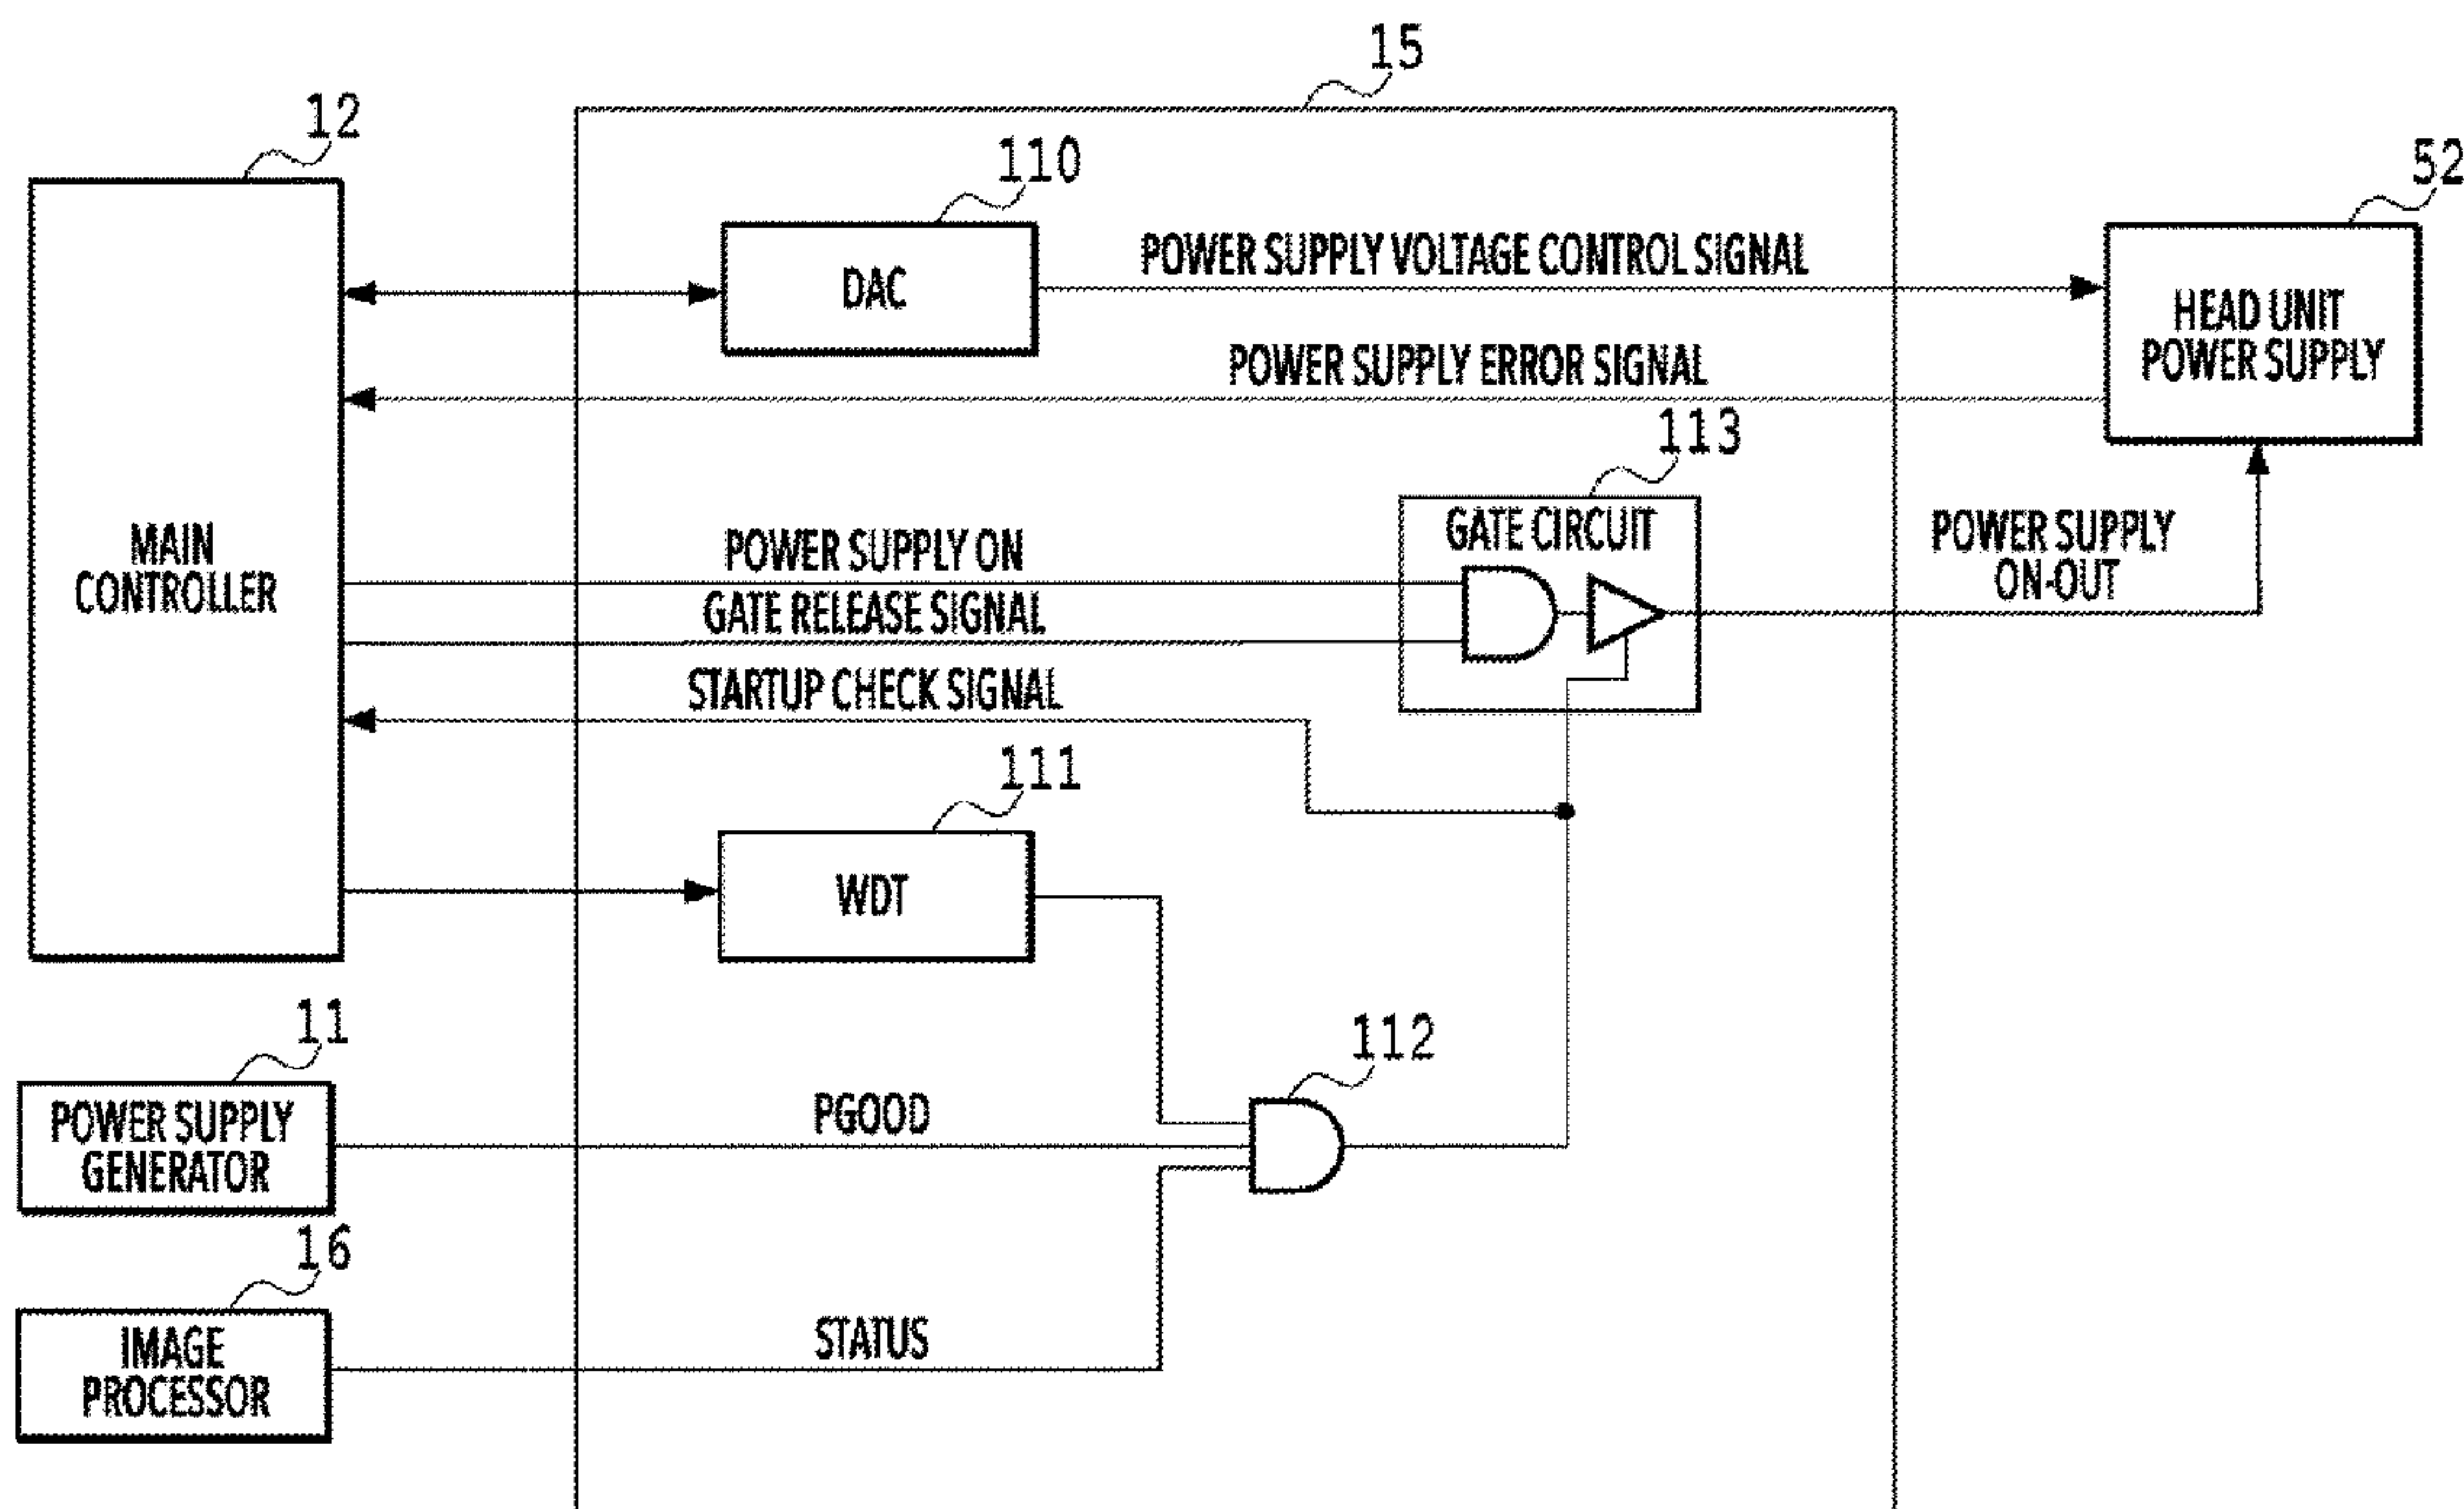 15
12
110
52
POWER SUPPLY VOLTAGE CONTROL SIGNAL
DAC
HEAD UNIT
POWER SUPPLY
POWER SUPPLY ERROR SIGNAL
113
GATE CIRCUIT
POWER SUPPLY
ON-OUT
MAIN
CONTROLLER
POWER SUPPLY ON
GATE RELEASE SIGNAL
STARTUP CHECK SIGNAL
111
WDT
11
112
POWER SUPPLY
GENERATOR
PGOOD
16
IMAGE
PROCESSOR
STATUS